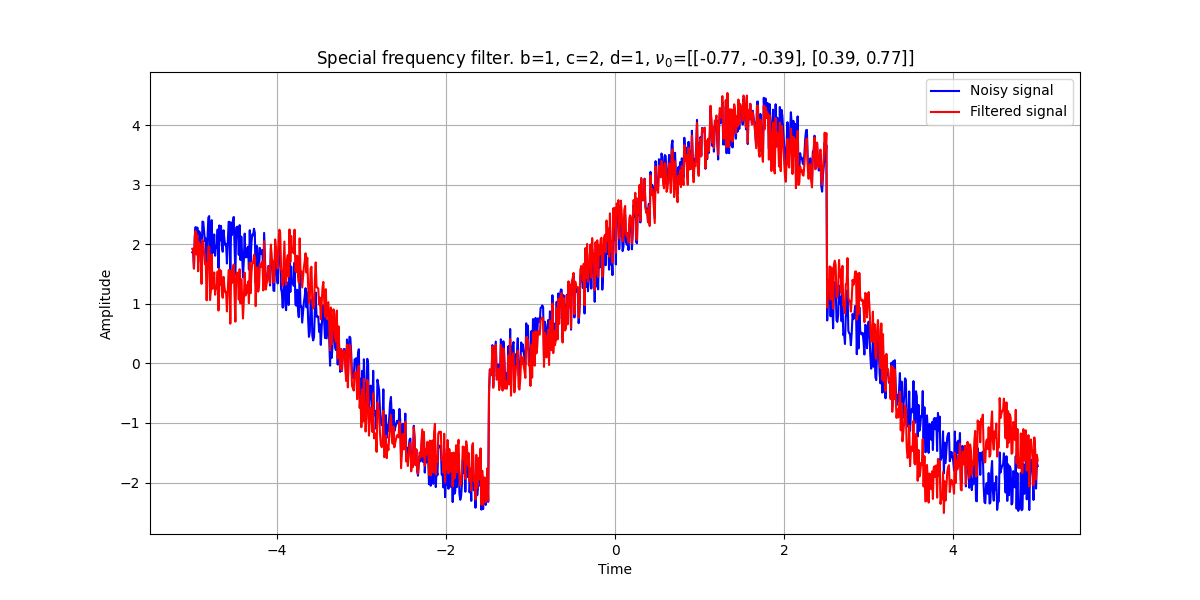 Special frequency filter. b=1, c=2, d=1, ν₀=[[-0.77, -0.39], [0.39, 0.77]]
Noisy signal
Filtered signal
Amplitude
4
3
2
1
0
−1
−2
−4
−2
0
2
4
Time